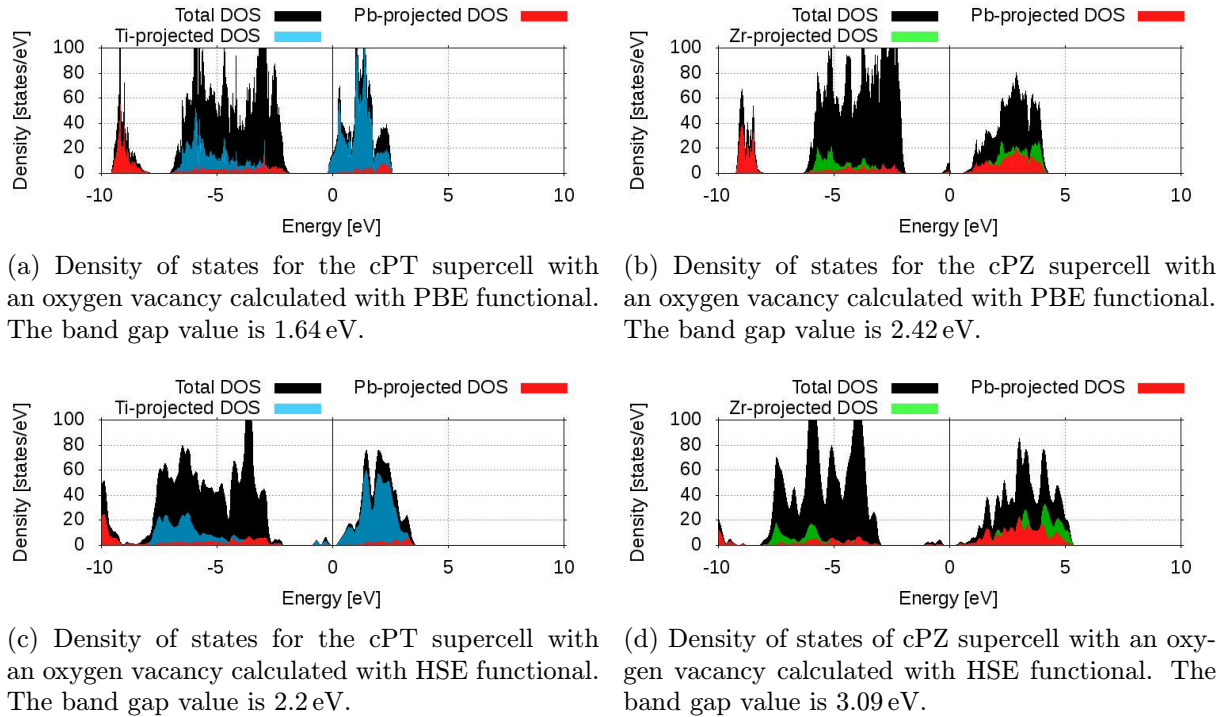 Total DOS
Pb-projected DOS
Ti-projected DOS
100
80
60
40
20
0
Density [states/eV]
-10
-5
0
5
10
Energy [eV]
(a) Density of states for the cPT supercell with
an oxygen vacancy calculated with PBE functional.
The band gap value is 1.64 eV.
Total DOS
Pb-projected DOS
Zr-projected DOS
100
80
60
40
20
0
Density [states/eV]
-10
-5
0
5
10
Energy [eV]
(b) Density of states for the cPZ supercell with
an oxygen vacancy calculated with PBE functional.
The band gap value is 2.42 eV.
Total DOS
Pb-projected DOS
Ti-projected DOS
100
80
60
40
20
0
Density [states/eV]
-10
-5
0
5
10
Energy [eV]
(c) Density of states for the cPT supercell with
an oxygen vacancy calculated with HSE functional.
The band gap value is 2.2 eV.
Total DOS
Pb-projected DOS
Zr-projected DOS
100
80
60
40
20
0
Density [states/eV]
-10
-5
0
5
10
Energy [eV]
(d) Density of states of cPZ supercell with an oxy-
gen vacancy calculated with HSE functional. The
band gap value is 3.09 eV.